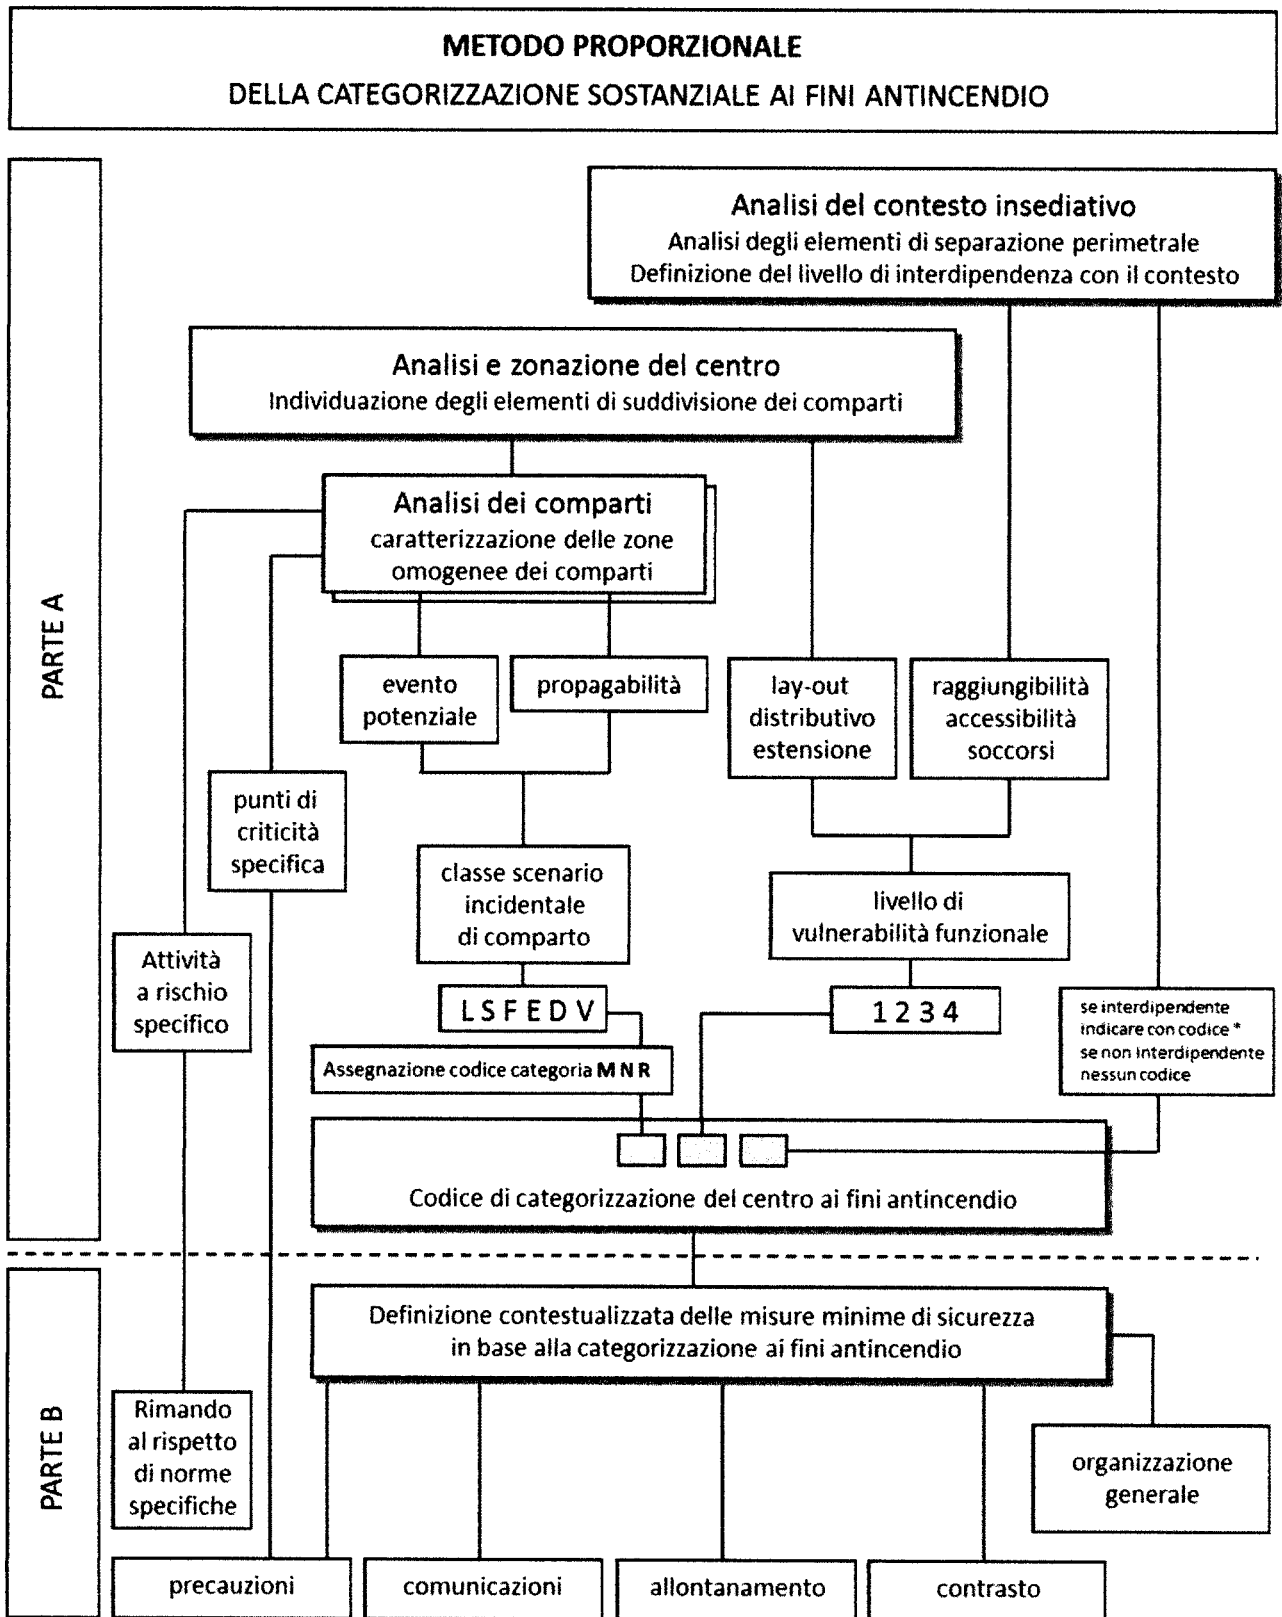 METODO PROPORZIONALE
DELLA CATEGORIZZAZIONE SOSTANZIALE AI FINI ANTINCENDIO
PARTE A
Analisi del contesto insediativo
Analisi degli elementi di separazione perimetrale
Definizione del livello di interdipendenza con il contesto
Analisi e zonazione del centro
Individuazione degli elementi di suddivisione dei comparti
Analisi dei comparti
caratterizzazione delle zone
omogenee dei comparti
evento
potenziale
propagabilità
lay-out
distributivo
estensione
raggiungibilità
accessibilità
soccorsi
punti di
criticità
specifica
classe scenario
incidentale
di comparto
livello di
vulnerabilità funzionale
Attività
a rischio
specifico
L S F E D V
1 2 3 4
se interdipendente
indicare con codice *
se non interdipendente
nessun codice
Assegnazione codice categoria M N R
Codice di categorizzazione del centro ai fini antincendio
PARTE B
Definizione contestualizzata delle misure minime di sicurezza
in base alla categorizzazione ai fini antincendio
Rimando
al rispetto
di norme
specifiche
organizzazione
generale
precauzioni
comunicazioni
allontanamento
contrasto